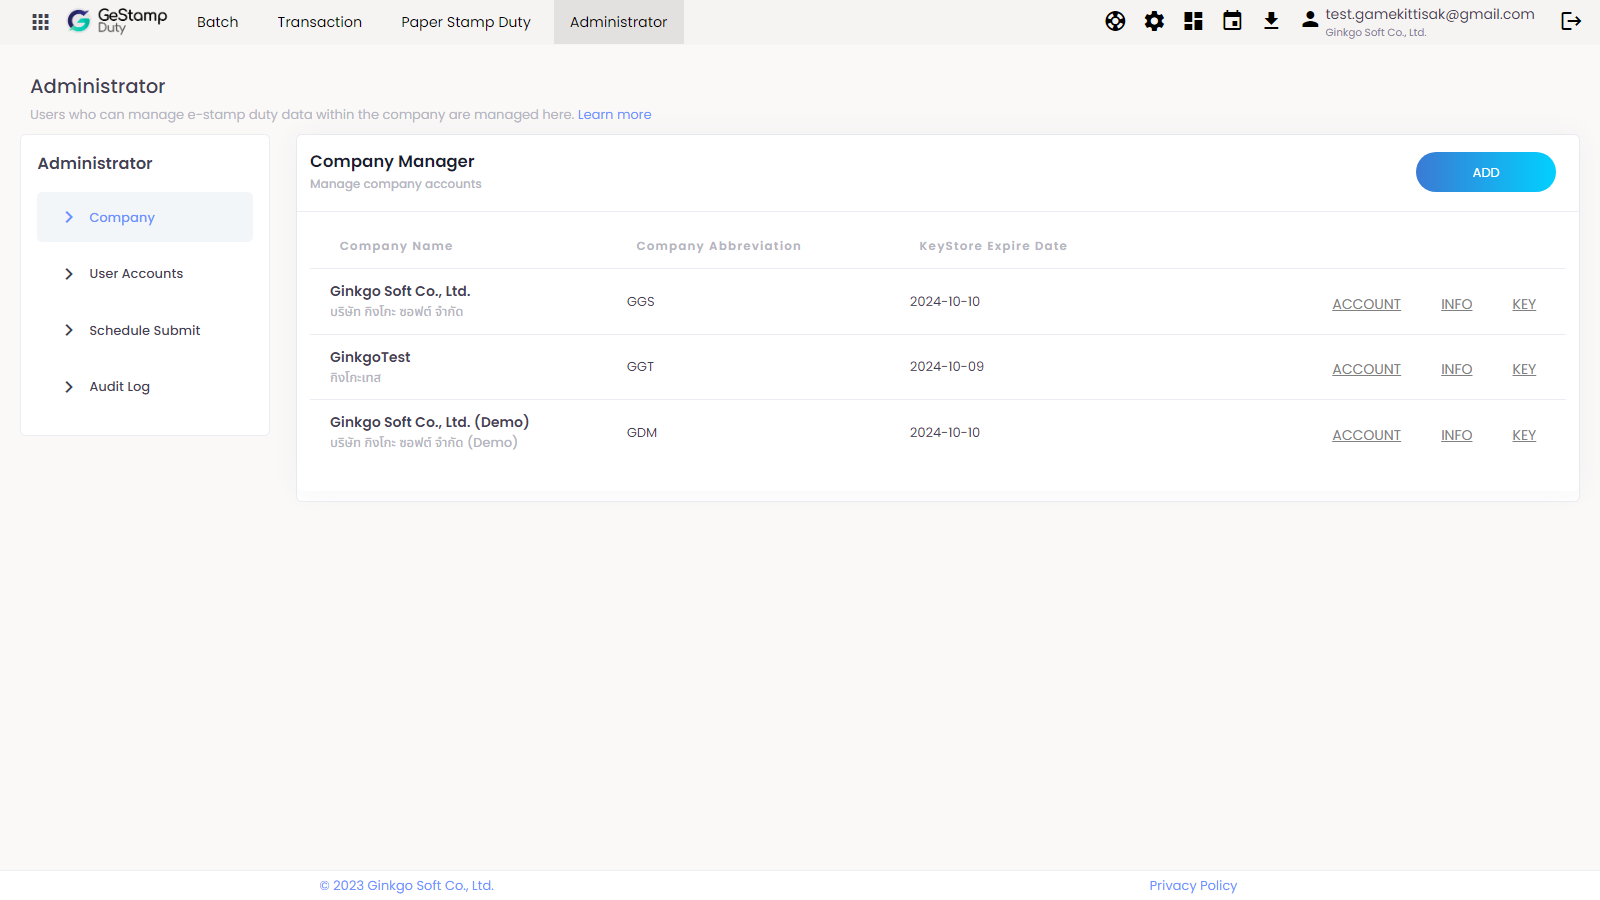 GeStamp
Duty
Batch
Transaction
Paper Stamp Duty
Administrator
test.gamekittisak@gmail.com
Ginkgo Soft Co., Ltd.
Administrator
Users who can manage e-stamp duty data within the company are managed here. Learn more
Administrator
Company
User Accounts
Schedule Submit
Audit Log
Company Manager
Manage company accounts
ADD
Company Name Company Abbreviation KeyStore Expire Date
Ginkgo Soft Co., Ltd.
บริษัท กิงโกะ ซอฟต์ จำกัด
GGS 2024-10-10 ACCOUNT INFO KEY
GinkgoTest
กิงโกะเทส
GGT 2024-10-09 ACCOUNT INFO KEY
Ginkgo Soft Co., Ltd. (Demo)
บริษัท กิงโกะ ซอฟต์ จำกัด (Demo)
GDM 2024-10-10 ACCOUNT INFO KEY
© 2023 Ginkgo Soft Co., Ltd.
Privacy Policy